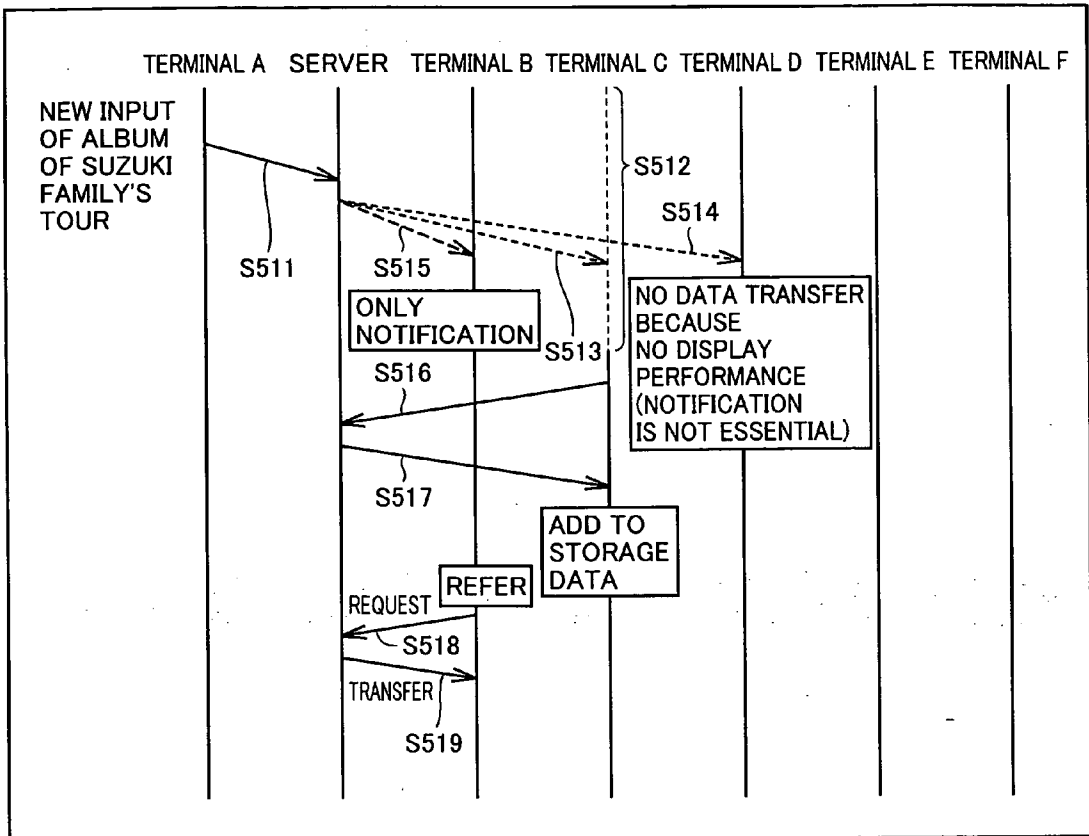 TERMINAL A SERVER TERMINAL B TERMINAL C TERMINAL D TERMINAL E TERMINAL F
NEW INPUT
OF ALBUM
OF SUZUKI
FAMILY'S
TOUR
S511
S512
S514
S515
S513
ONLY
NOTIFICATION
NO DATA TRANSFER
BECAUSE
NO DISPLAY
PERFORMANCE
(NOTIFICATION
IS NOT ESSENTIAL)
S516
S517
ADD TO
STORAGE
DATA
REFER
REQUEST
S518
TRANSFER
S519